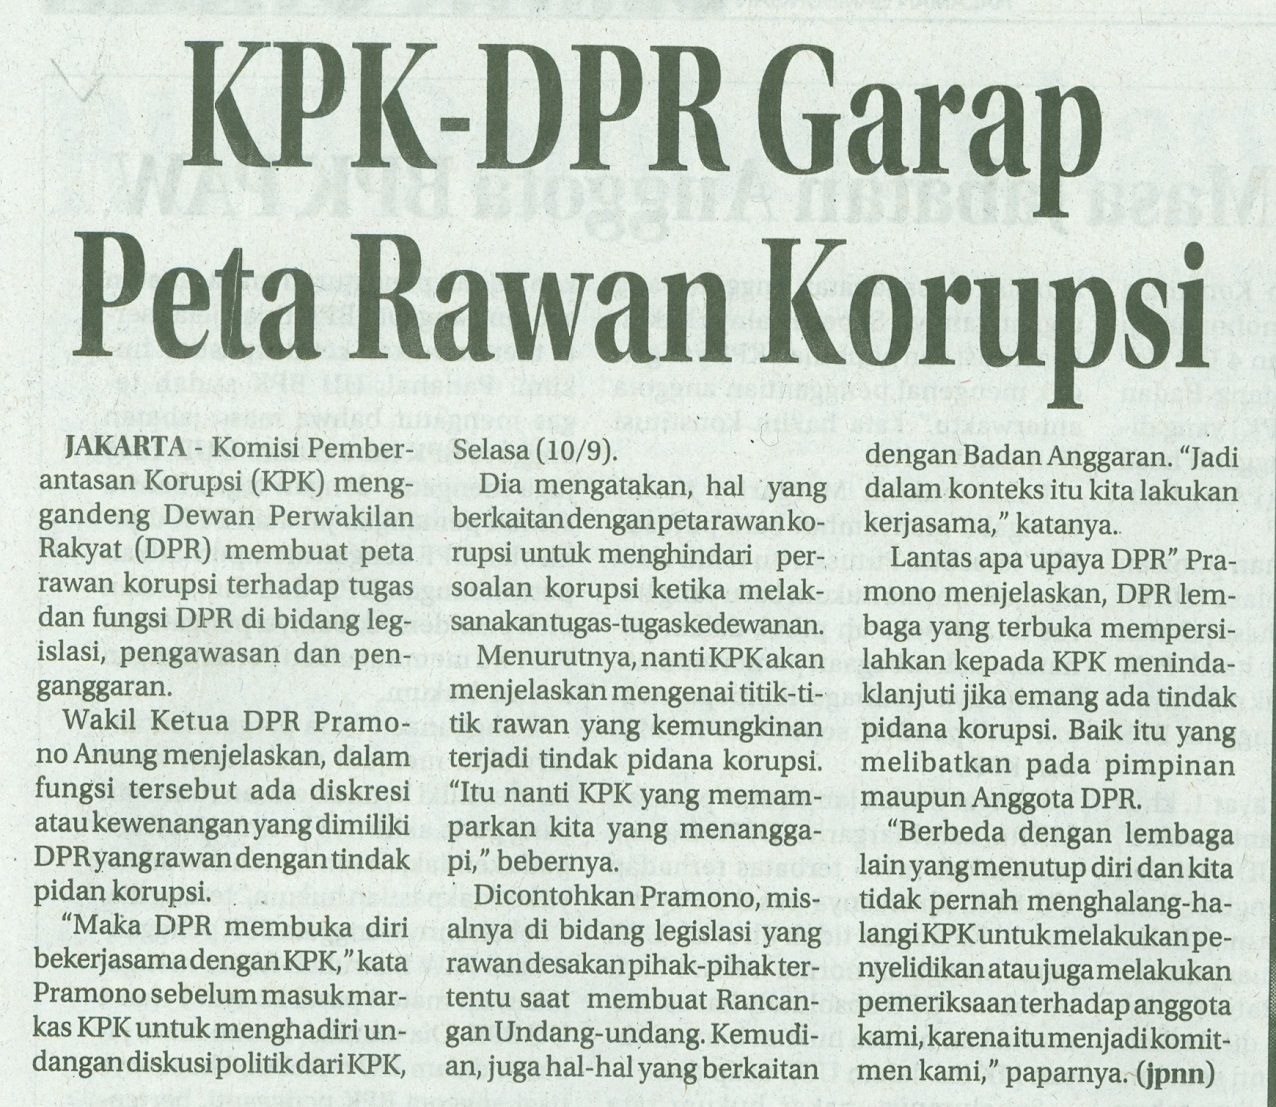 KPK-DPR Garap
Peta Rawan Korupsi
JAKARTA - Komisi Pember-
antasan Korupsi (KPK) meng-
gandeng Dewan Perwakilan
Rakyat (DPR) membuat peta
rawan korupsi terhadap tugas
dan fungsi DPR di bidang leg-
islasi, pengawasan dan pen-
ganggaran.
Wakil Ketua DPR Pramo-
no Anung menjelaskan, dalam
fungsi tersebut ada diskresi
atau kewenangan yang dimiliki
DPR yang rawan dengan tindak
pidan korupsi.
“Maka DPR membuka diri
bekerjasama dengan KPK,” kata
Pramono sebelum masuk mar-
kas KPK untuk menghadiri un-
dangan diskusi politik dari KPK,
Selasa (10/9).
Dia mengatakan, hal yang
berkaitan dengan peta rawan ko-
rupsi untuk menghindari per-
soalan korupsi ketika melak-
sanakan tugas-tugas kedewanan.
Menurutnya, nanti KPK akan
menjelaskan mengenai titik-ti-
tik rawan yang kemungkinan
terjadi tindak pidana korupsi.
“Itu nanti KPK yang memam-
parkan kita yang menangga-
pi,” bebernya.
Dicontohkan Pramono, mis-
alnya di bidang legislasi yang
rawan desakan pihak-pihak ter-
tentu saat membuat Rancan-
gan Undang-undang. Kemudi-
an, juga hal-hal yang berkaitan
dengan Badan Anggaran. “Jadi
dalam konteks itu kita lakukan
kerjasama,” katanya.
Lantas apa upaya DPR” Pra-
mono menjelaskan, DPR lem-
baga yang terbuka mempersi-
lahkan kepada KPK meninda-
klanjuti jika emang ada tindak
pidana korupsi. Baik itu yang
melibatkan pada pimpinan
maupun Anggota DPR.
“Berbeda dengan lembaga
lain yang menutup diri dan kita
tidak pernah menghalang-ha-
langi KPK untuk melakukan pe-
nyelidikan atau juga melakukan
pemeriksaan terhadap anggota
kami, karena itu menjadi komit-
men kami,” paparnya. (jpnn)